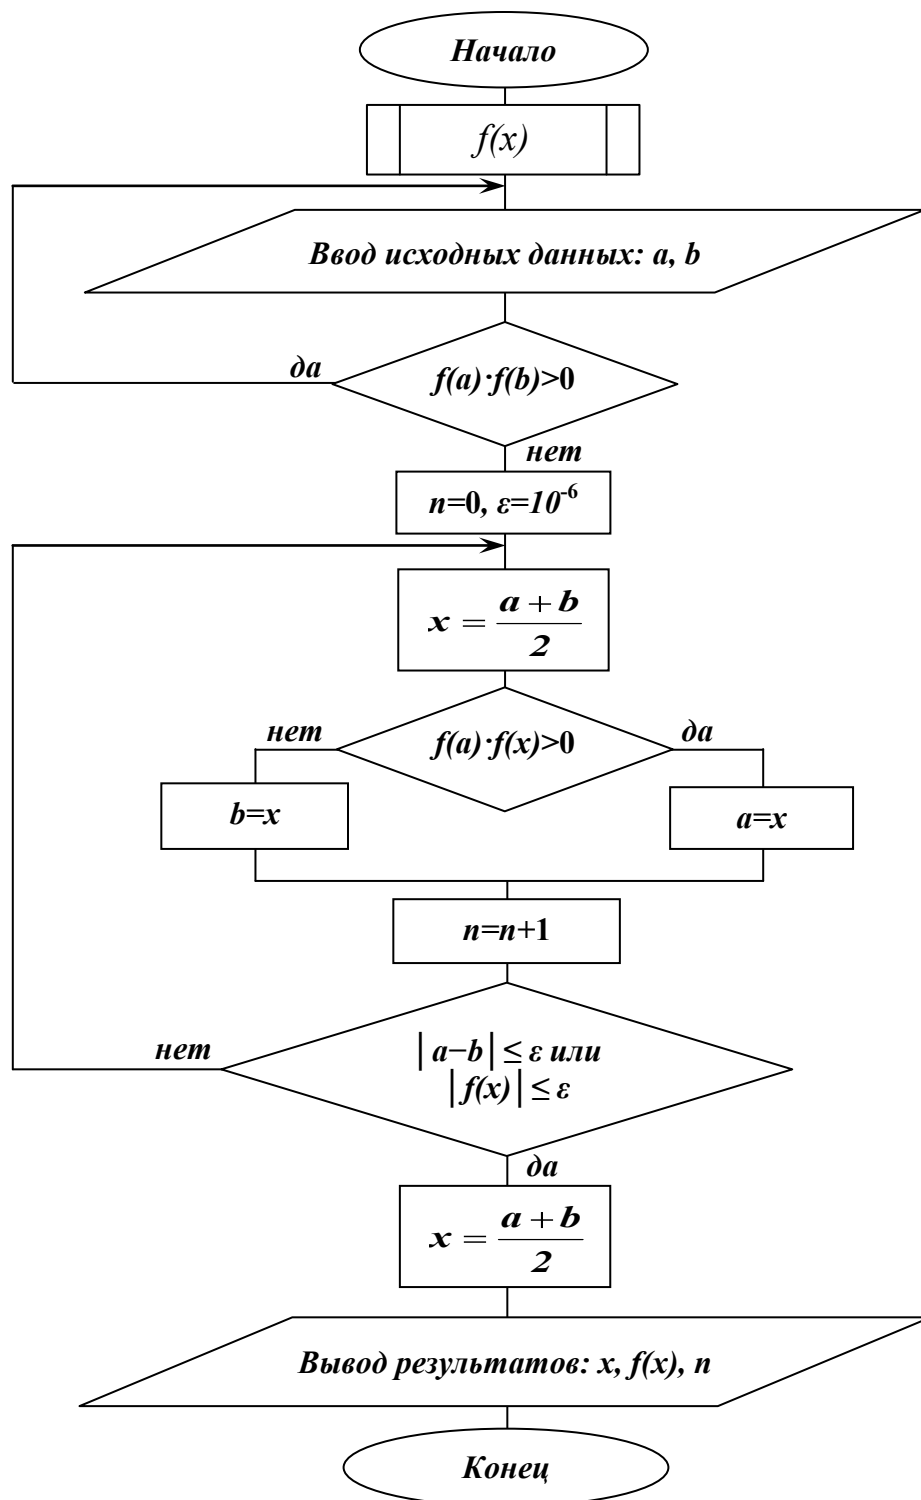 Начало
f(x)
Ввод исходных данных: a, b
да
f(a)·f(b)>0
нет
n=0, ε=10⁻⁶
x = (a + b)/2
нет
f(a)·f(x)>0
да
b=x
a=x
n=n+1
нет
|a−b| ≤ ε или
|f(x)| ≤ ε
да
x = (a + b)/2
Вывод результатов: x, f(x), n
Конец